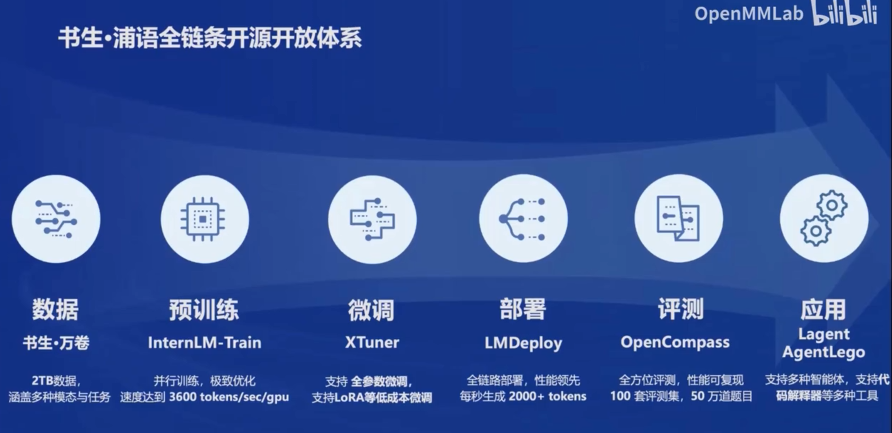 OpenMMLab bilibili
书生·浦语全链条开源开放体系
数据
书生·万卷
2TB数据，
涵盖多种模态与任务
预训练
InternLM-Train
并行训练，极致优化
速度达到 3600 tokens/sec/gpu
微调
XTuner
支持 全参数微调，
支持LoRA等低成本微调
部署
LMDeploy
全链路部署，性能领先
每秒生成 2000+ tokens
评测
OpenCompass
全方位评测，性能可复现
100 套评测集，50 万道题目
应用
Lagent
AgentLego
支持多种智能体，支持代
码解释器等多种工具